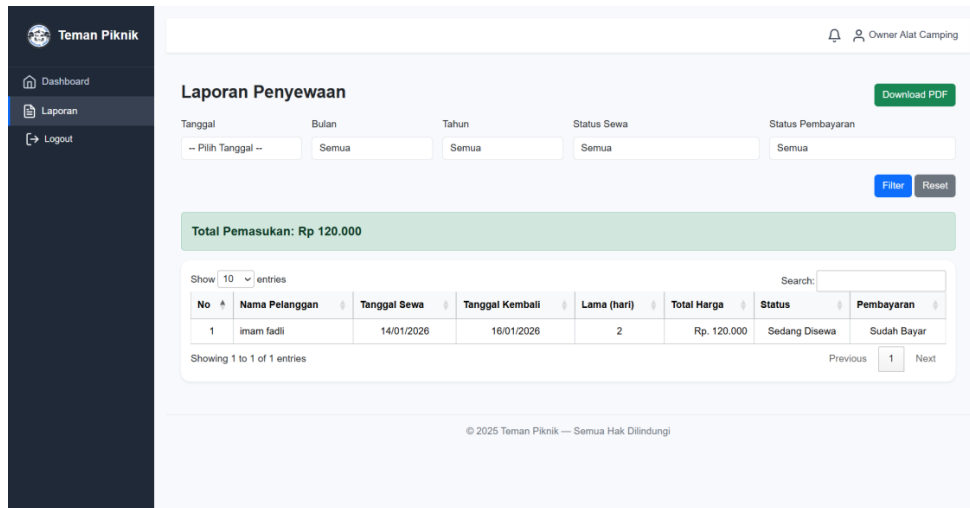 Teman Piknik
Owner Alat Camping
Dashboard
Laporan
Logout
Laporan Penyewaan
Download PDF
Tanggal Bulan Tahun Status Sewa Status Pembayaran
-- Pilih Tanggal -- Semua Semua Semua Semua
Filter Reset
Total Pemasukan: Rp 120.000
Show 10 entries Search:
No Nama Pelanggan Tanggal Sewa Tanggal Kembali Lama (hari) Total Harga Status Pembayaran
1 imam fadli 14/01/2026 16/01/2026 2 Rp. 120.000 Sedang Disewa Sudah Bayar
Showing 1 to 1 of 1 entries Previous 1 Next
© 2025 Teman Piknik — Semua Hak Dilindungi